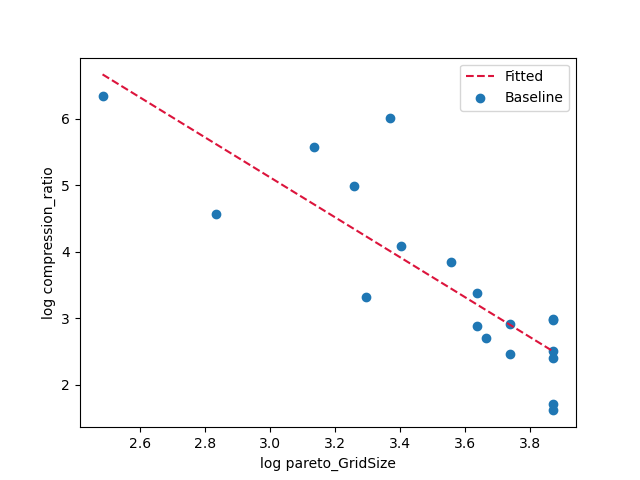 Fitted
Baseline
6
5
4
3
2
log compression_ratio
2.6 2.8 3.0 3.2 3.4 3.6 3.8
log pareto_GridSize